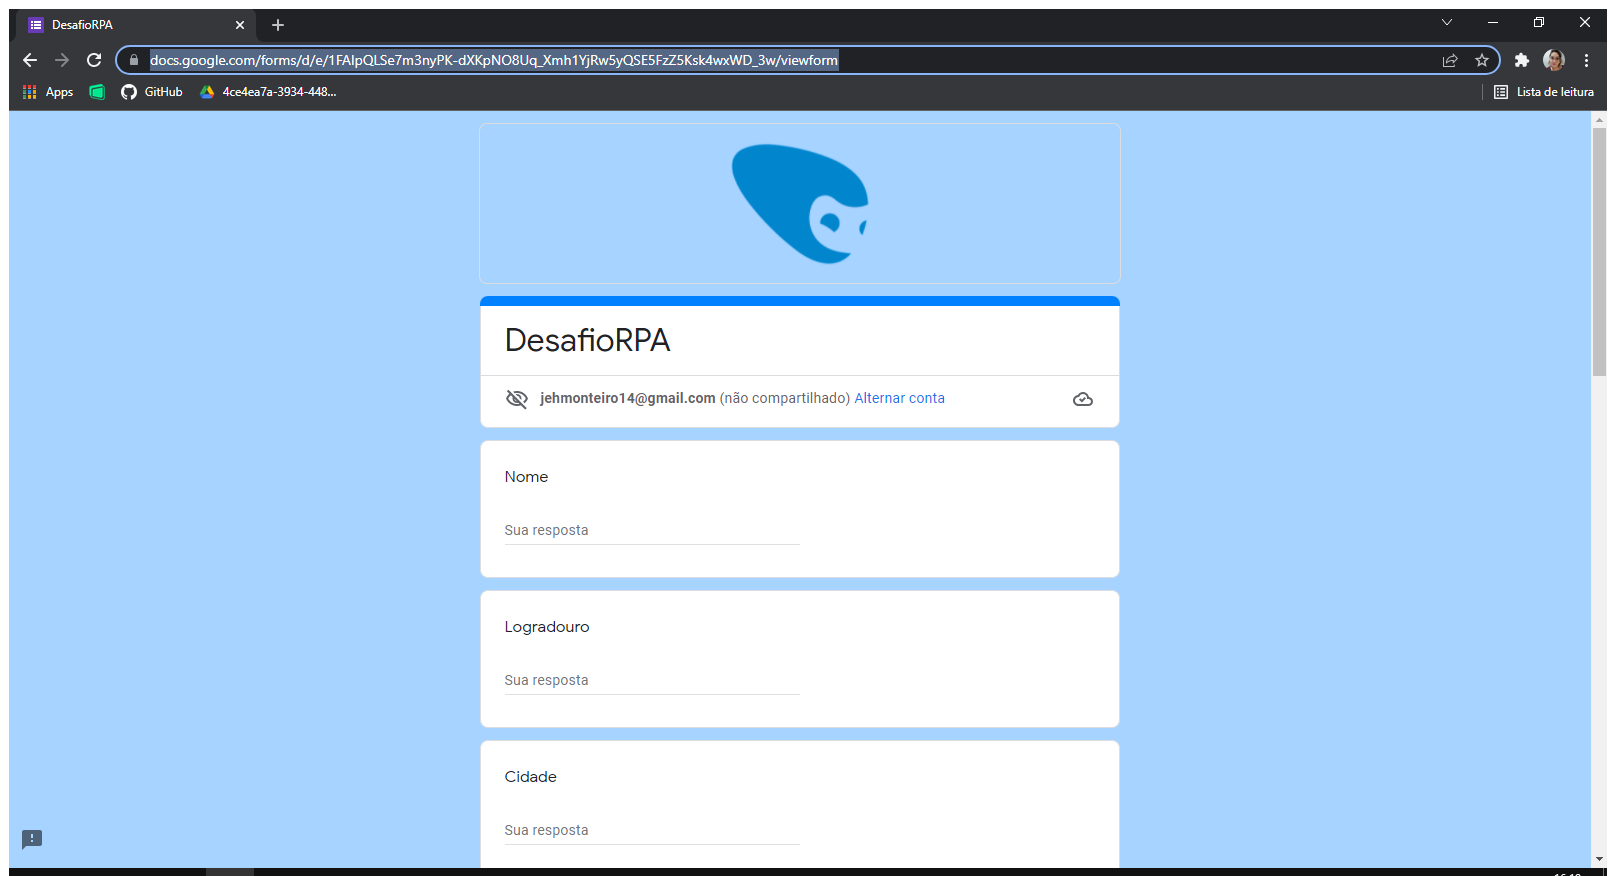 DesafioRPA
docs.google.com/forms/d/e/1FAIpQLSe7m3nyPK-dXKpNO8Uq_Xmh1YjRw5yQSE5FzZ5Ksk4wxWD_3w/viewform
Apps GitHub 4ce4ea7a-3934-448... Lista de leitura
DesafioRPA
jehmonteiro14@gmail.com (não compartilhado) Alternar conta
Nome
Sua resposta
Logradouro
Sua resposta
Cidade
Sua resposta